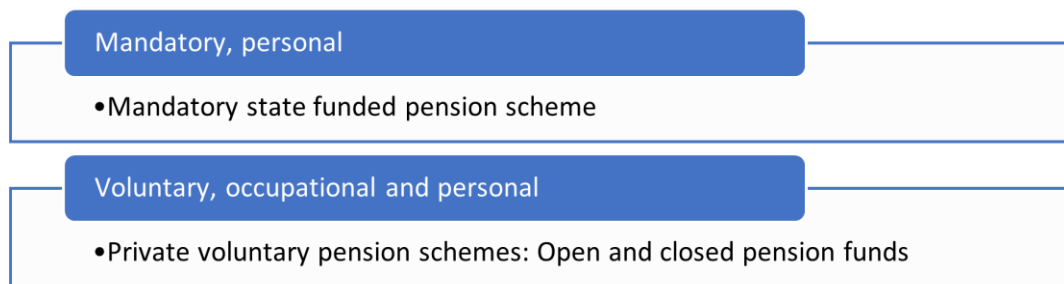 Mandatory, personal
•Mandatory state funded pension scheme
Voluntary, occupational and personal
•Private voluntary pension schemes: Open and closed pension funds